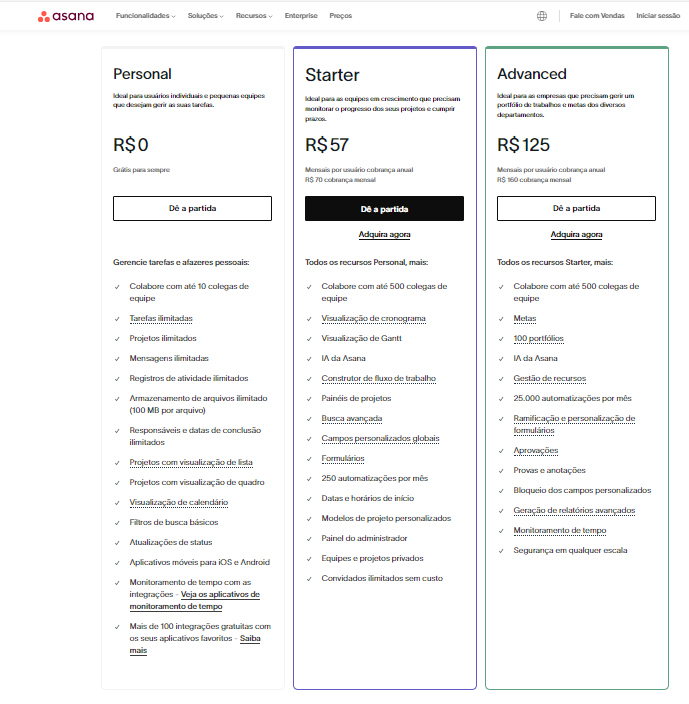 asana
Funcionalidades
Soluções
Recursos
Enterprise
Preços
Fale com Vendas
Iniciar sessão
Personal
Ideal para usuários individuais e pequenas equipes
que desejam gerir as suas tarefas.
R$ 0
Grátis para sempre
Dê a partida
Gerencie tarefas e afazeres pessoais:
Colabore com até 10 colegas de
equipe
Tarefas ilimitadas
Projetos ilimitados
Mensagens ilimitadas
Registros de atividade ilimitados
Armazenamento de arquivos ilimitado
(100 MB por arquivo)
Responsáveis e datas de conclusão
ilimitados
Projetos com visualização de lista
Projetos com visualização de quadro
Visualização de calendário
Filtros de busca básicos
Atualizações de status
Aplicativos móveis para iOS e Android
Monitoramento de tempo com as
integrações - Veja os aplicativos de
monitoramento de tempo
Mais de 100 integrações gratuitas com
os seus aplicativos favoritos - Saiba
mais
Starter
Ideal para as equipes em crescimento que precisam
monitorar o progresso dos seus projetos e cumprir
prazos.
R$ 57
Mensais por usuário cobrança anual
R$ 70 cobrança mensal
Dê a partida
Adquira agora
Todos os recursos Personal, mais:
Colabore com até 500 colegas de
equipe
Visualização de cronograma
Visualização de Gantt
IA da Asana
Construtor de fluxo de trabalho
Painéis de projetos
Busca avançada
Campos personalizados globais
Formulários
250 automatizações por mês
Datas e horários de início
Modelos de projeto personalizados
Painel do administrador
Equipes e projetos privados
Convidados ilimitados sem custo
Advanced
Ideal para as empresas que precisam gerir um
portfólio de trabalhos e metas dos diversos
departamentos.
R$ 125
Mensais por usuário cobrança anual
R$ 160 cobrança mensal
Dê a partida
Adquira agora
Todos os recursos Starter, mais:
Colabore com até 500 colegas de
equipe
Metas
100 portfólios
IA da Asana
Gestão de recursos
25.000 automatizações por mês
Ramificação e personalização de
formulários
Aprovações
Provas e anotações
Bloqueio dos campos personalizados
Geração de relatórios avançados
Monitoramento de tempo
Segurança em qualquer escala